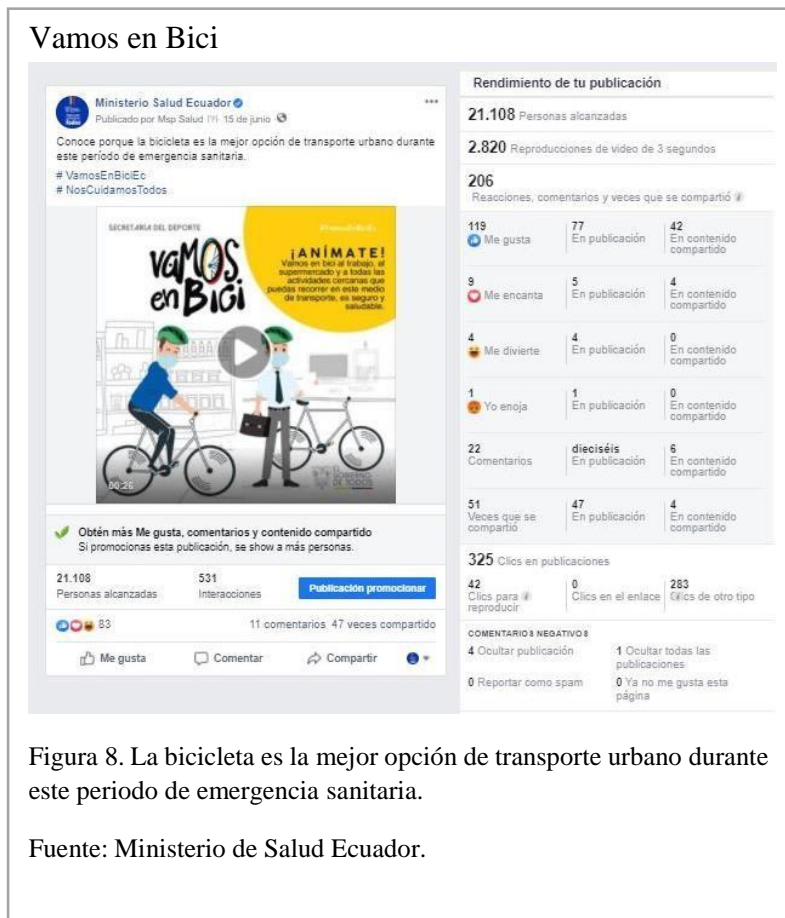 Vamos en Bici
Ministerio Salud Ecuador
Publicado por Msp Salud 15 de junio
Conoce porque la bicicleta es la mejor opción de transporte urbano durante
este período de emergencia sanitaria.
# VamosEnBiciEc
# NosCuidamosTodos
SECRETARÍA DEL DEPORTE
VAMOS
en BICI
¡ANÍMATE!
Vamos en bici al trabajo, al
supermercado y a todas las
actividades cercanas que
puedas recorrer en este medio
de transporte, es seguro y
saludable.
00:26
EL
GOBIERNO
DE TODOS
Obtén más Me gusta, comentarios y contenido compartido
Si promocionas esta publicación, se show a más personas.
21.108
Personas alcanzadas
531
Interacciones
Publicación promocionar
83
11 comentarios 47 veces compartido
Me gusta
Comentar
Compartir
Rendimiento de tu publicación
21.108 Personas alcanzadas
2.820 Reproducciones de video de 3 segundos
206
Reacciones, comentarios y veces que se compartió
119
Me gusta
77
En publicación
42
En contenido
compartido
9
Me encanta
5
En publicación
4
En contenido
compartido
4
Me divierte
4
En publicación
0
En contenido
compartido
1
Yo enoja
1
En publicación
0
En contenido
compartido
22
Comentarios
dieciséis
En publicación
6
En contenido
compartido
51
Veces que se
compartió
47
En publicación
4
En contenido
compartido
325 Clics en publicaciones
42
Clics para
reproducir
0
Clics en el enlace
283
Clics de otro tipo
COMENTARIOS NEGATIVOS
4 Ocultar publicación
1 Ocultar todas las
publicaciones
0 Reportar como spam
0 Ya no me gusta esta
página
Figura 8. La bicicleta es la mejor opción de transporte urbano durante
este periodo de emergencia sanitaria.
Fuente: Ministerio de Salud Ecuador.